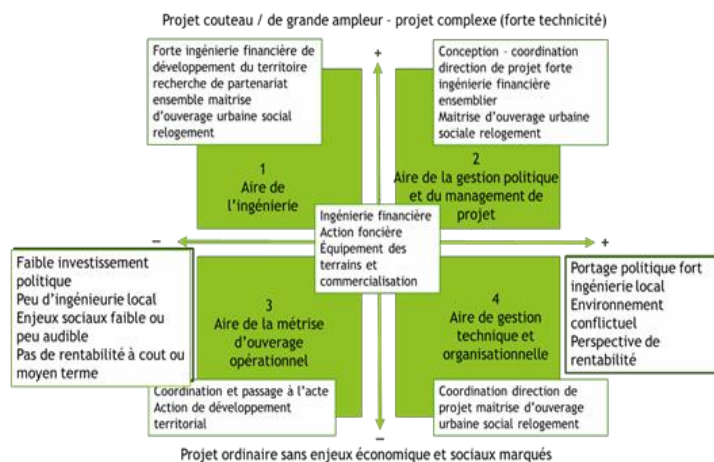 Projet couteau / de grande ampleur - projet complexe (forte technicité)
+
Forte ingénierie financière de
développement du territoire
recherche de partenariat
ensemble maitrise
d'ouvrage urbaine social
relogement
Conception - coordination
direction de projet forte
ingénierie financière
ensemblier
Maitrise d'ouvrage urbaine
sociale relogement
1
Aire de
l'ingénierie
2
Aire de la gestion politique
et du management de
projet
Ingénierie financière
Action foncière
Équipement des
terrains et
commercialisation
−
+
Faible investissement
politique
Peu d'ingénieurie local
Enjeux sociaux faible ou
peu audible
Pas de rentabilité à cout ou
moyen terme
3
Aire de la métrise
d'ouvrage
opérationnel
4
Aire de gestion
technique et
organisationnelle
Portage politique fort
ingénierie local
Environnement
conflictuel
Perspective de
rentabilité
Coordination et passage à l'acte
Action de développement
territorial
Coordination direction de
projet maitrise d'ouvrage
urbaine social relogement
−
Projet ordinaire sans enjeux économique et sociaux marqués